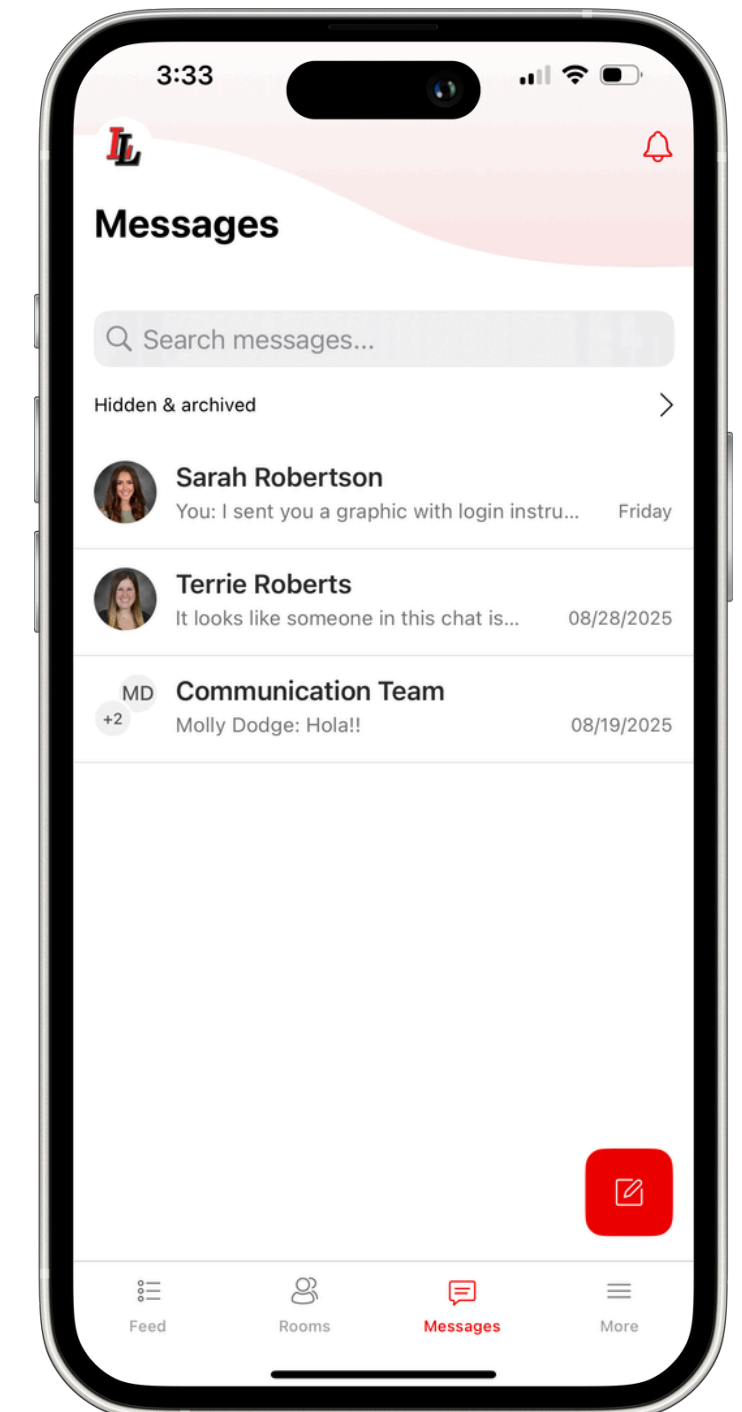 3:33
LL
Messages
Search messages...
Hidden & archived
Sarah Robertson
You: I sent you a graphic with login instru... Friday
Terrie Roberts
It looks like someone in this chat is... 08/28/2025
MD
+2
Communication Team
Molly Dodge: Hola!! 08/19/2025
Feed Rooms Messages More